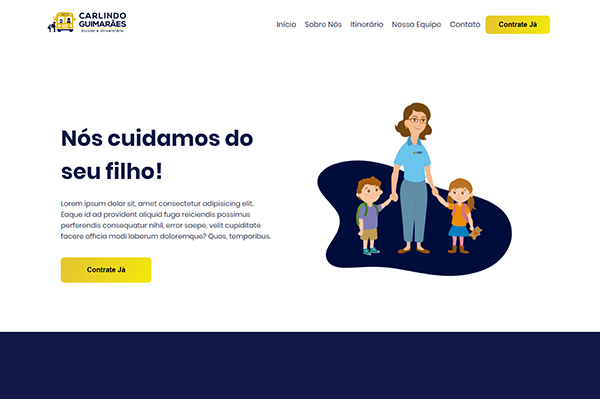 CARLINDO
GUIMARÃES
Escolar e Universitário
Início Sobre Nós Itinerário Nossa Equipe Contato Contrate Já
Nós cuidamos do
seu filho!
Lorem ipsum dolor sit, amet consectetur adipisicing elit.
Eaque id ad provident aliquid fuga reiciendis possimus
perferendis consequatur nihil, error saepe, velit cupiditate
facere officia modi laborum doloremque? Quos, temporibus.
Contrate Já